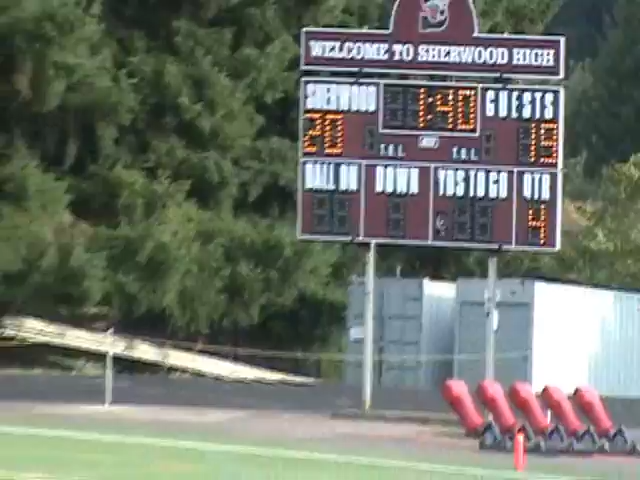 WELCOME TO SHERWOOD HIGH
SHERWOOD 1:40 GUESTS
20 19
T.O.L. T.O.L.
BALL ON DOWN YDS TO GO QTR
4